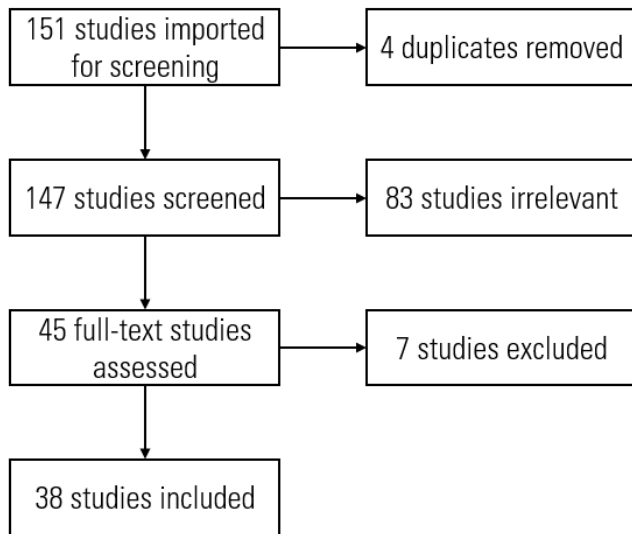 151 studies imported
for screening
4 duplicates removed
147 studies screened
83 studies irrelevant
45 full-text studies
assessed
7 studies excluded
38 studies included